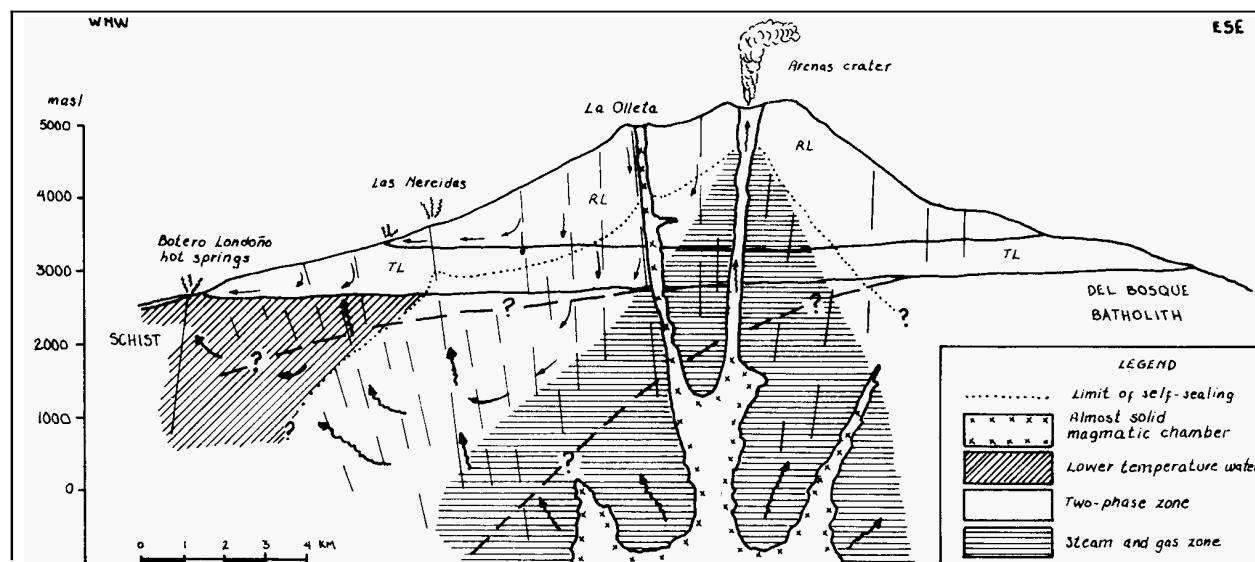 WNW
ESE
Arenas crater
masl
La Olleta
5000
RL
RL
Las Nereidas
4000
Botero Londoño
hot springs
3000
TL
TL
?
?
?
DEL BOSQUE
BATHOLITH
SCHIST
2000
?
LEGEND
Limit of self-sealing
1000
Almost solid
magmatic chamber
?
Lower temperature water
?
0
Two-phase zone
Steam and gas zone
0 1 2 3 4 KM